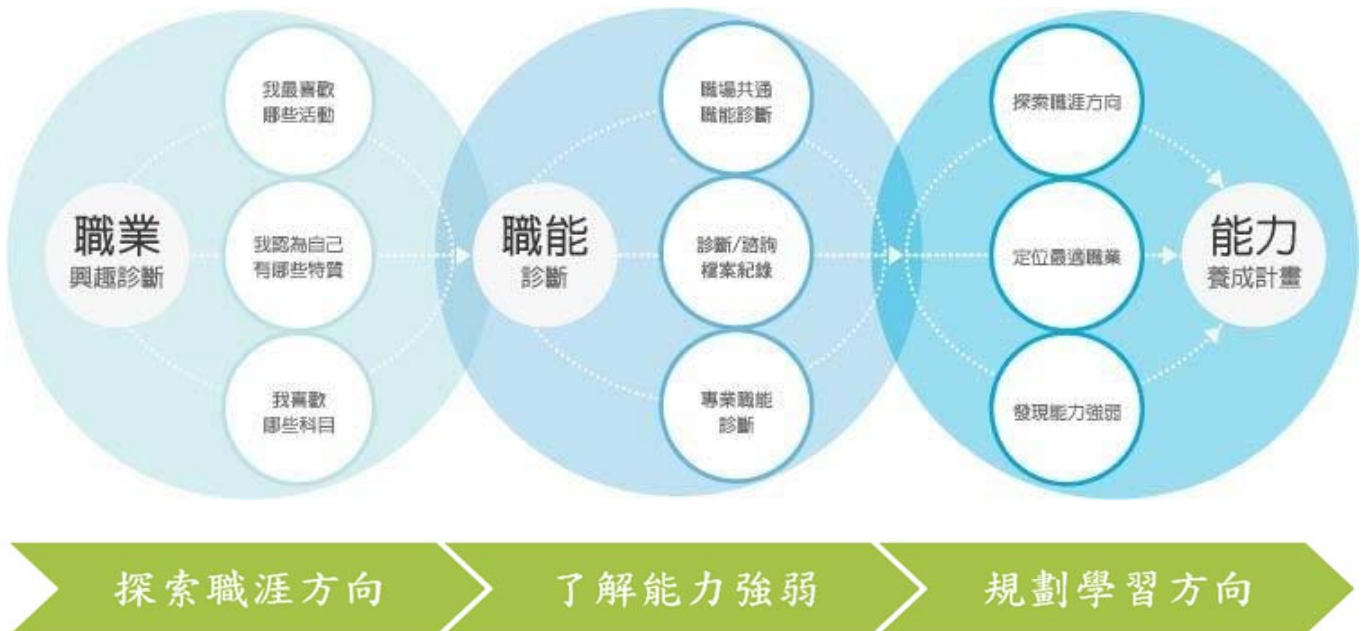 職業
興趣診斷
我最喜歡
哪些活動
我認為自己
有哪些特質
我喜歡
哪些科目
職能
診斷
職場共通
職能診斷
診斷/諮詢
檔案紀錄
專業職能
診斷
探索職涯方向
定位最適職業
發現能力強弱
能力
養成計畫
探索職涯方向
了解能力強弱
規劃學習方向